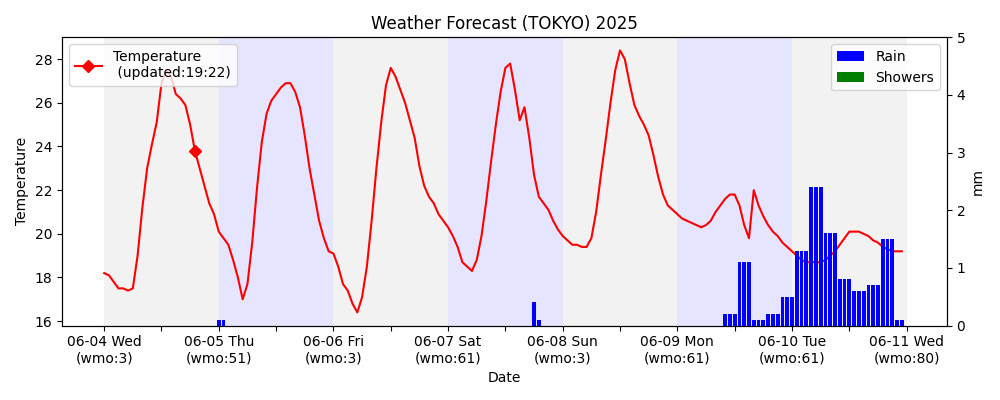 Weather Forecast (TOKYO) 2025
Temperature
(updated:19:22)
Rain
Showers
Temperature
28
26
24
22
20
18
16
5
4
3
2
1
0
mm
06-04 Wed
(wmo:3)
06-05 Thu
(wmo:51)
06-06 Fri
(wmo:3)
06-07 Sat
(wmo:61)
06-08 Sun
(wmo:3)
06-09 Mon
(wmo:61)
06-10 Tue
(wmo:61)
06-11 Wed
(wmo:80)
Date